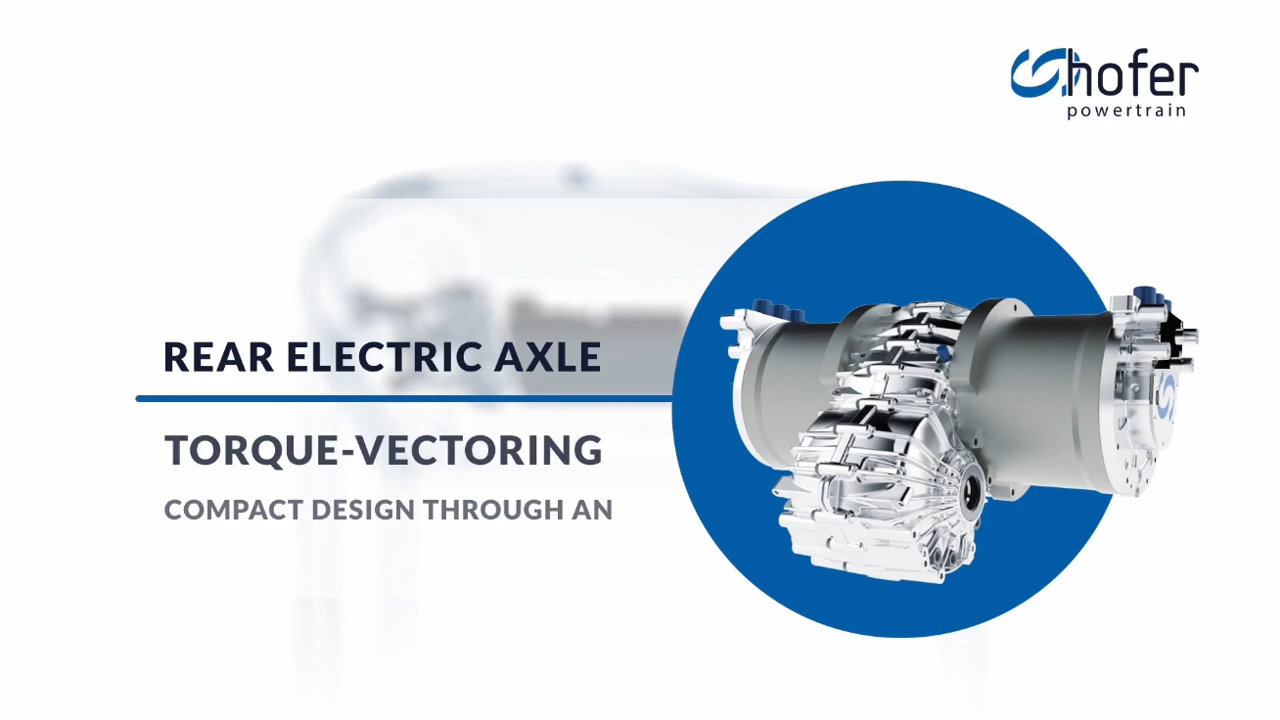 hofer
powertrain
REAR ELECTRIC AXLE
TORQUE-VECTORING
COMPACT DESIGN THROUGH AN